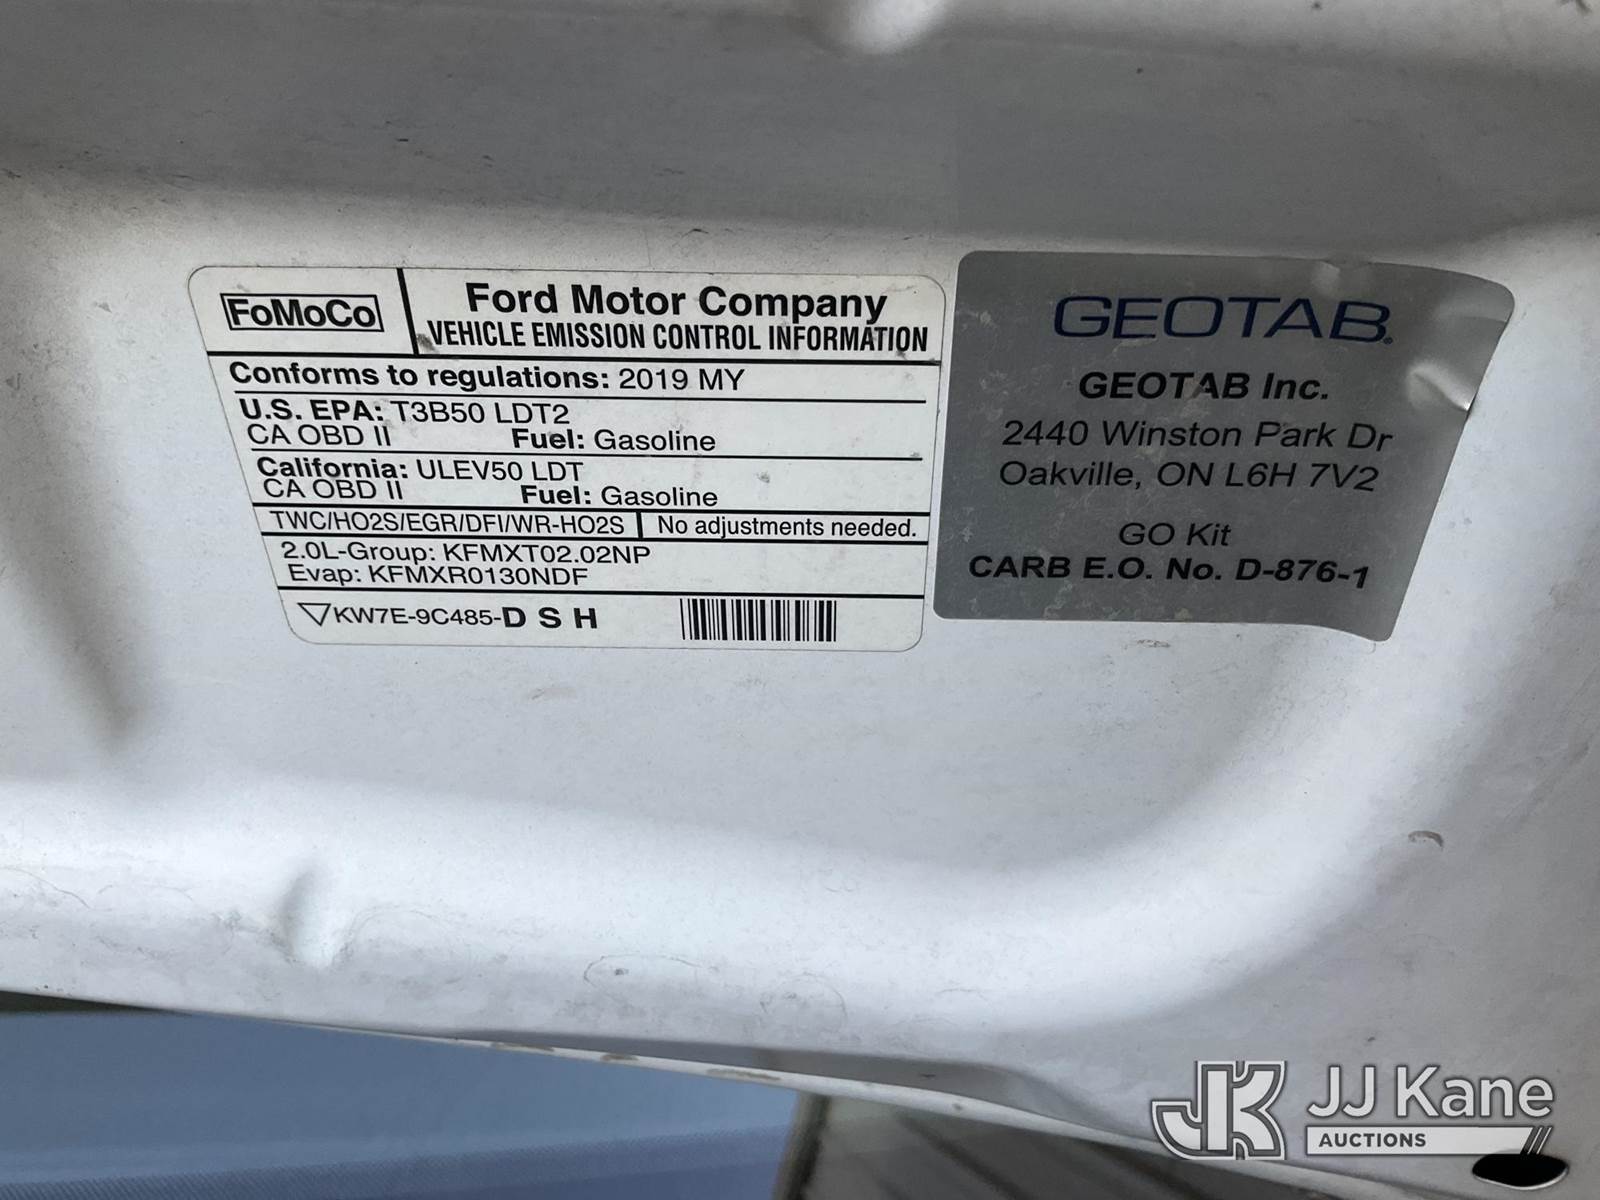 FoMoCo
Ford Motor Company
VEHICLE EMISSION CONTROL INFORMATION
Conforms to regulations: 2019 MY
U.S. EPA: T3B50 LDT2
CA OBD II Fuel: Gasoline
California: ULEV50 LDT
CA OBD II Fuel: Gasoline
TWC/HO2S/EGR/DFI/WR-HO2S No adjustments needed.
2.0L-Group: KFMXT02.02NP
Evap: KFMXR0130NDF
KW7E-9C485-D S H
GEOTAB®
GEOTAB Inc.
2440 Winston Park Dr
Oakville, ON L6H 7V2
GO Kit
CARB E.O. No. D-876-1
JK JJ Kane
AUCTIONS